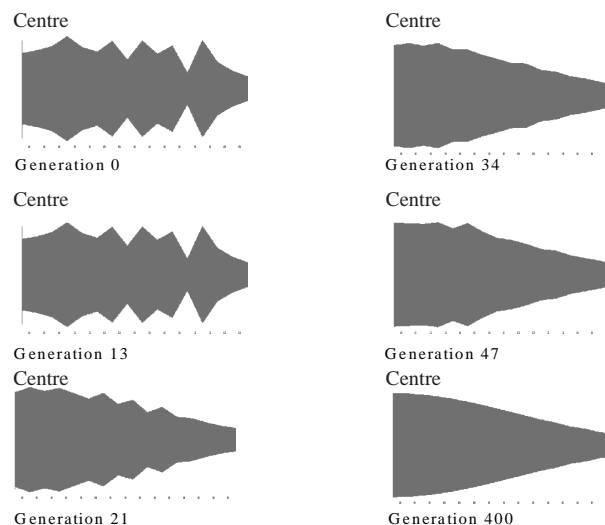 Centre
Generation 0
Centre
Generation 13
Centre
Generation 21
Centre
Generation 34
Centre
Generation 47
Centre
Generation 400